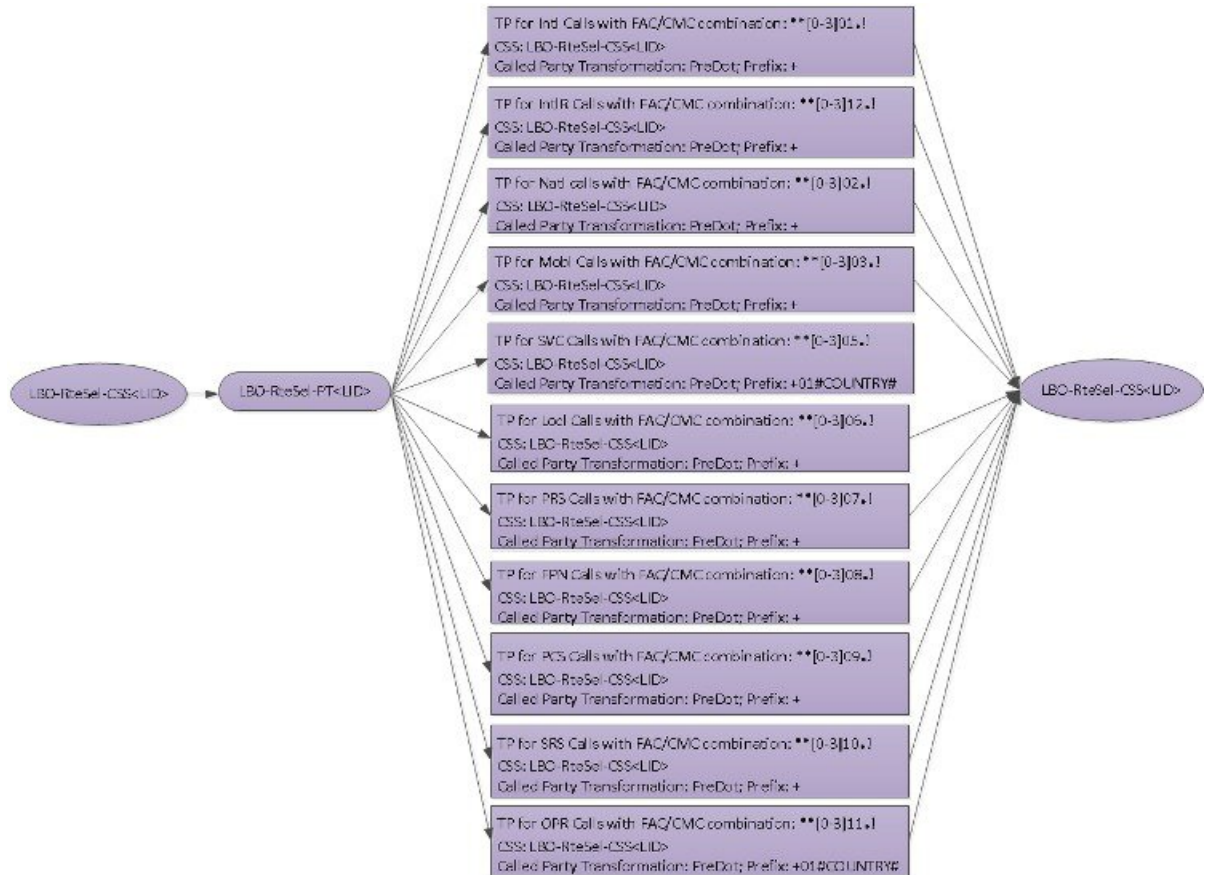 LBO-RteSel-CSS<LID>
LBO-RteSel-PT<LID>
TP for Intl Calls with FAC/CMC combination: **[0-3]01.!
CSS: LBO-RteSel-CSS<LID>
Called Party Transformation: PreDot; Prefix: +
TP for IntlR Calls with FAC/CMC combination: **[0-3]12.!
CSS: LBO-RteSel-CSS<LID>
Called Party Transformation: PreDot; Prefix: +
TP for Natl calls with FAC/CMC combination: **[0-3]02.!
CSS: LBO-RteSel-CSS<LID>
Called Party Transformation: PreDot; Prefix: +
TP for Mobl Calls with FAC/CMC combination: **[0-3]03.!
CSS: LBO-RteSel-CSS<LID>
Called Party Transformation: PreDot; Prefix: +
TP for SVC Calls with FAC/CMC combination: **[0-3]05.!
CSS: LBO-RteSel-CSS<LID>
Called Party Transformation: PreDot; Prefix: +01#COUNTRY#
TP for Locl Calls with FAC/CMC combination: **[0-3]06.!
CSS: LBO-RteSel-CSS<LID>
Called Party Transformation: PreDot; Prefix: +
TP for PRS Calls with FAC/CMC combination: **[0-3]07.!
CSS: LBO-RteSel-CSS<LID>
Called Party Transformation: PreDot; Prefix: +
TP for FPN Calls with FAC/CMC combination: **[0-3]08.!
CSS: LBO-RteSel-CSS<LID>
Called Party Transformation: PreDot; Prefix: +
TP for PCS Calls with FAC/CMC combination: **[0-3]09.!
CSS: LBO-RteSel-CSS<LID>
Called Party Transformation: PreDot; Prefix: +
TP for SRS Calls with FAC/CMC combination: **[0-3]10.!
CSS: LBO-RteSel-CSS<LID>
Called Party Transformation: PreDot; Prefix: +
TP for OPR Calls with FAC/CMC combination: **[0-3]11.!
CSS: LBO-RteSel-CSS<LID>
Called Party Transformation: PreDot; Prefix: +01#COUNTRY#
LBO-RteSel-CSS<LID>